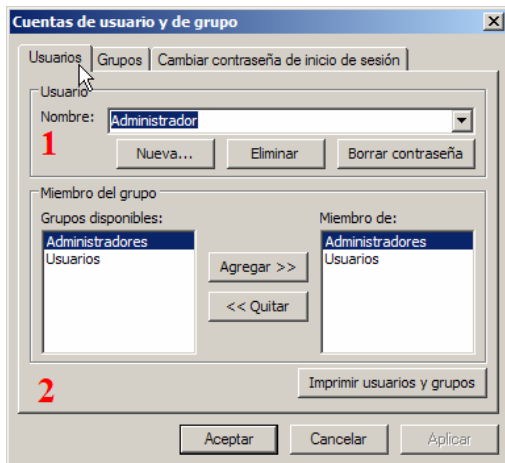 Cuentas de usuario y de grupo
Usuarios Grupos Cambiar contraseña de inicio de sesión
Usuario
Nombre: Administrador
1
Nueva... Eliminar Borrar contraseña
Miembro del grupo
Grupos disponibles: Miembro de:
Administradores Administradores
Usuarios Usuarios
Agregar >>
<< Quitar
2
Imprimir usuarios y grupos
Aceptar Cancelar Aplicar